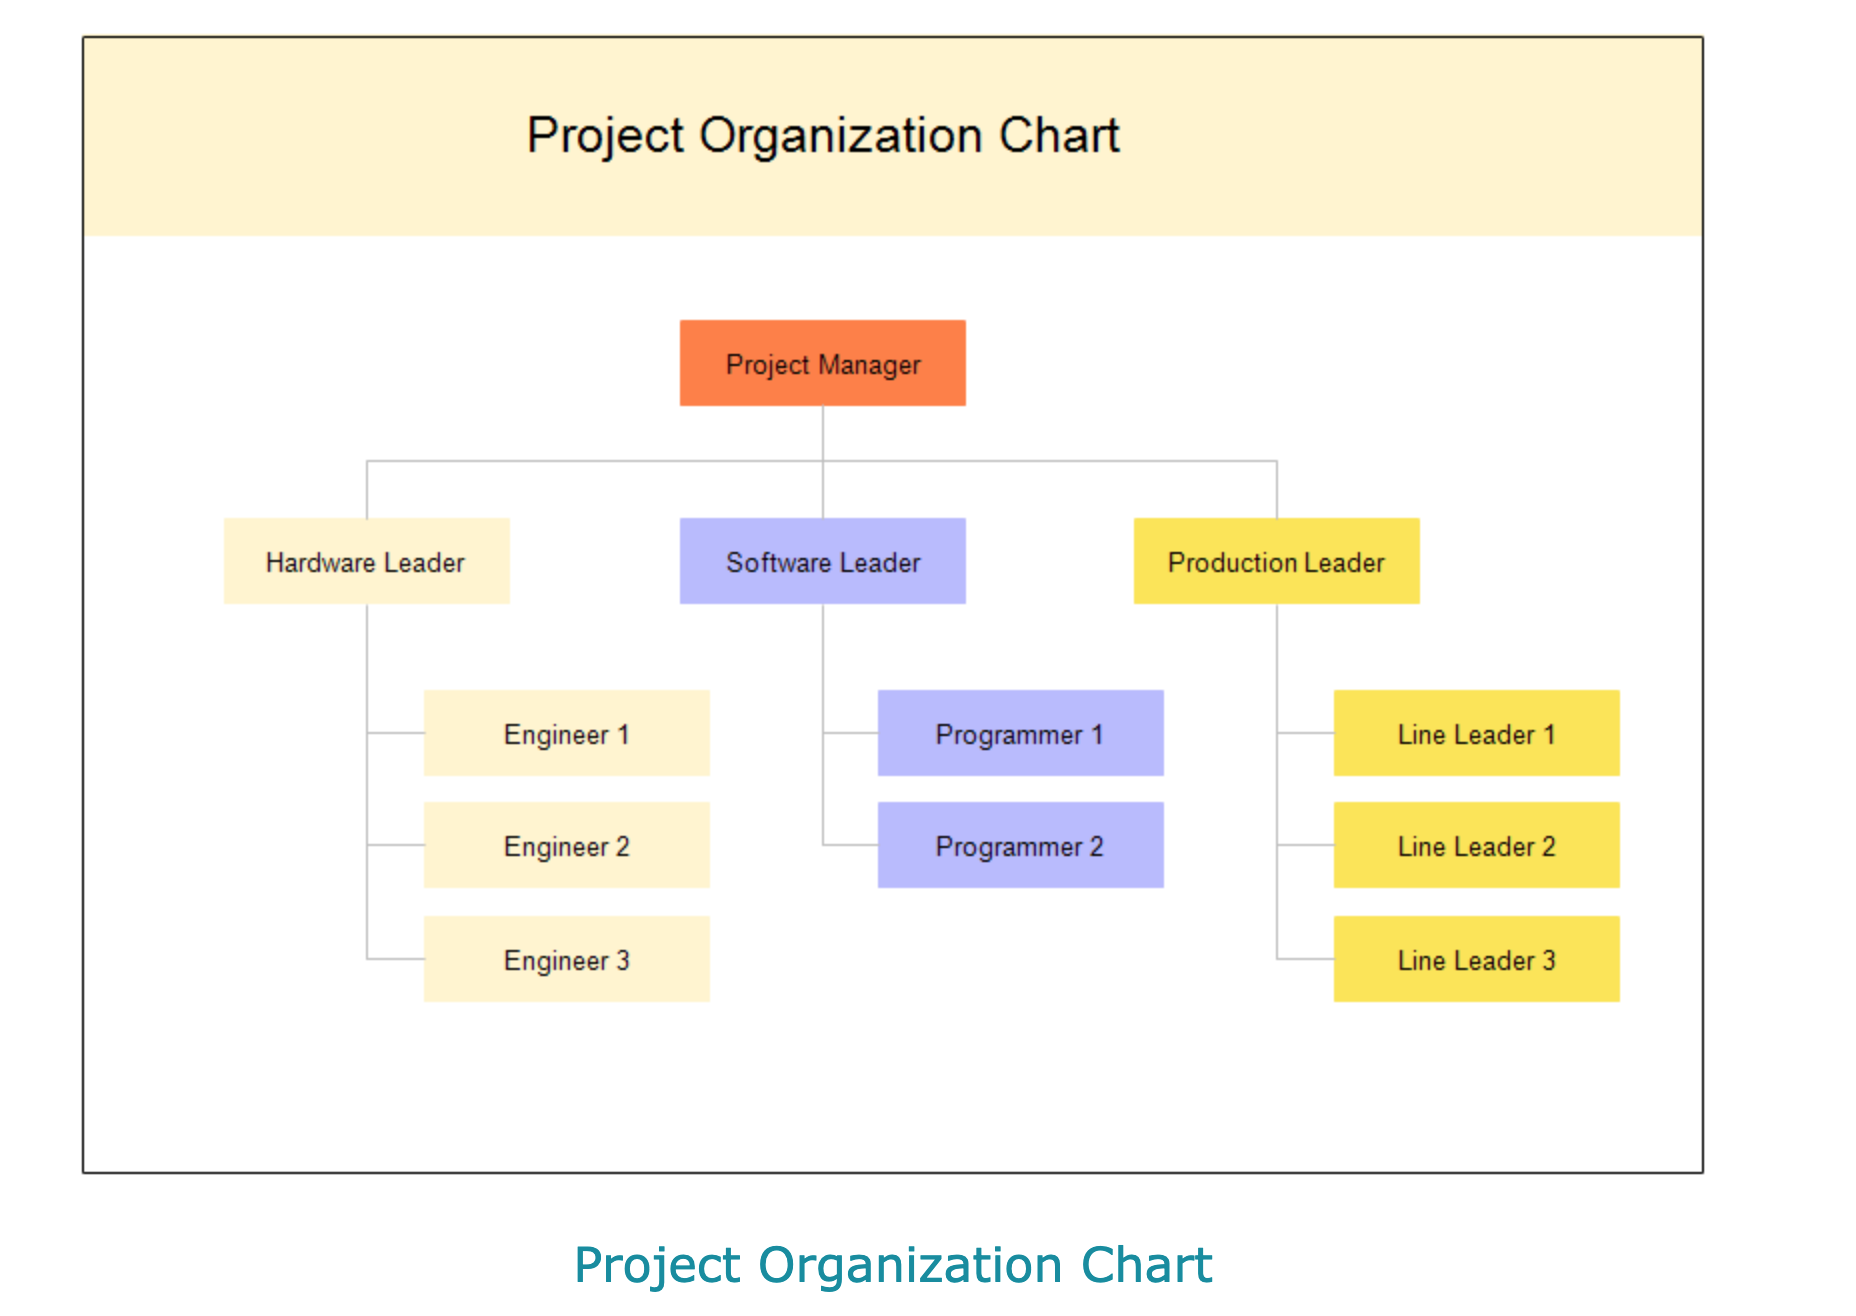 Project Organization Chart
Project Manager
Hardware Leader
Software Leader
Production Leader
Engineer 1
Programmer 1
Line Leader 1
Engineer 2
Programmer 2
Line Leader 2
Engineer 3
Line Leader 3
Project Organization Chart